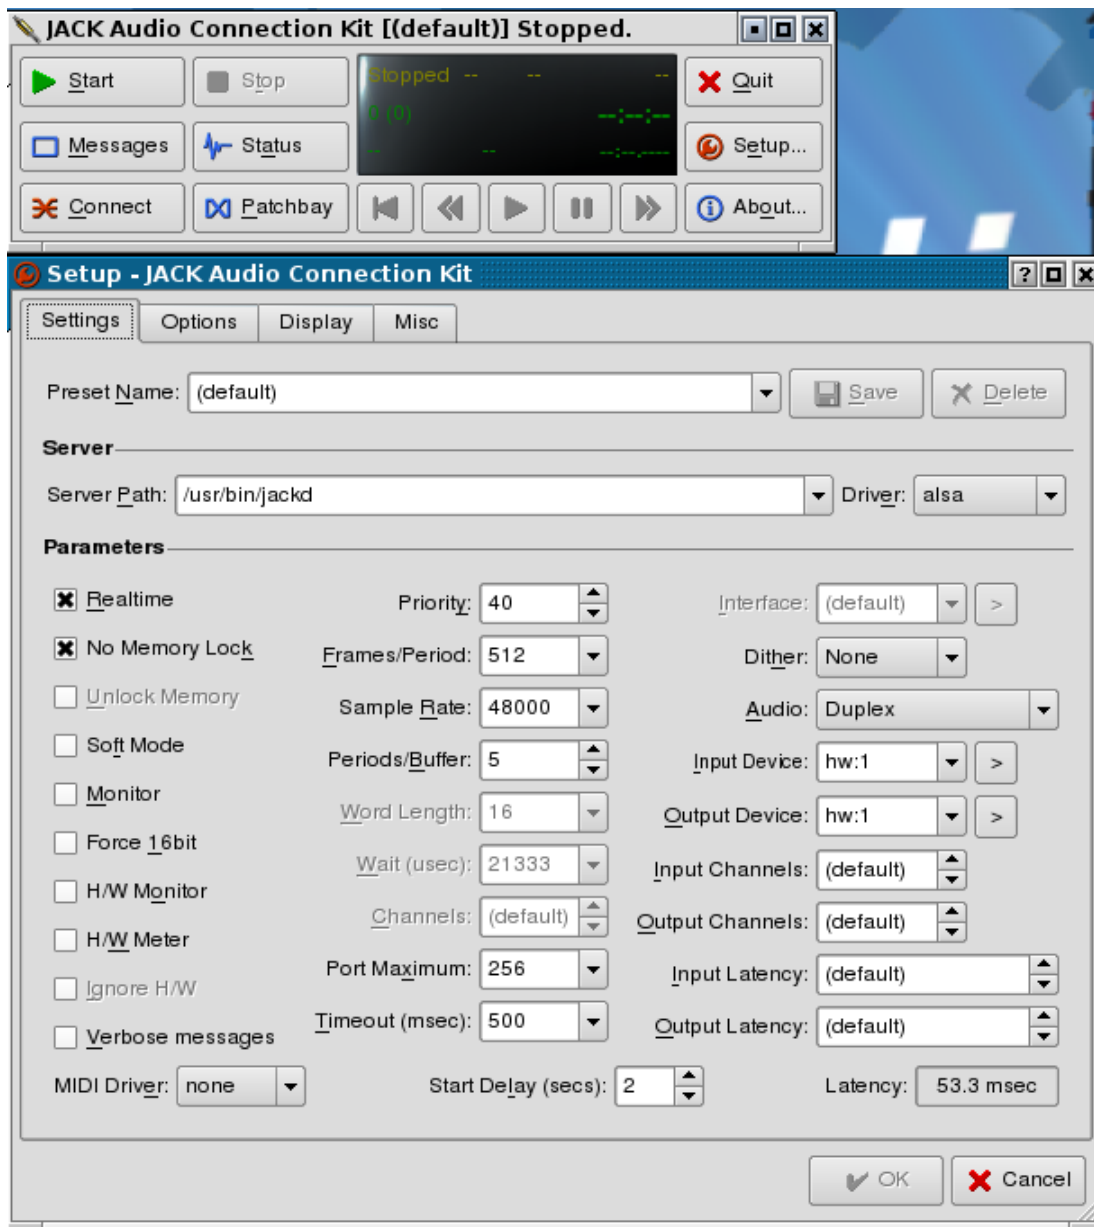 JACK Audio Connection Kit [(default)] Stopped.
Start
Stop
Stopped -- -- --
Quit
(0) --:--:--
Messages
Status
-- -- --:--.----
Setup...
Connect
Patchbay
About...
Setup - JACK Audio Connection Kit
Settings Options Display Misc
Preset Name: (default) Save Delete
Server
Server Path: /usr/bin/jackd Driver: alsa
Parameters
Realtime Priority: 40 Interface: (default) >
No Memory Lock Frames/Period: 512 Dither: None
Unlock Memory Sample Rate: 48000 Audio: Duplex
Soft Mode Periods/Buffer: 5 Input Device: hw:1 >
Monitor Word Length: 16 Output Device: hw:1 >
Force 16bit Wait (usec): 21333 Input Channels: (default)
H/W Monitor Channels: (default) Output Channels: (default)
H/W Meter Port Maximum: 256 Input Latency: (default)
Ignore H/W Timeout (msec): 500 Output Latency: (default)
Verbose messages
MIDI Driver: none Start Delay (secs): 2 Latency: 53.3 msec
OK Cancel